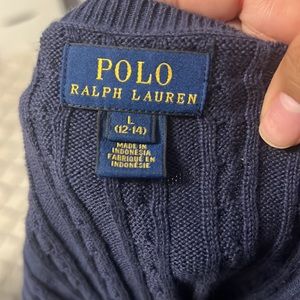 POLO
RALPH LAUREN
L
(12-14)
MADE IN
INDONESIA
FABRIQUÉ EN
INDONÉSIE